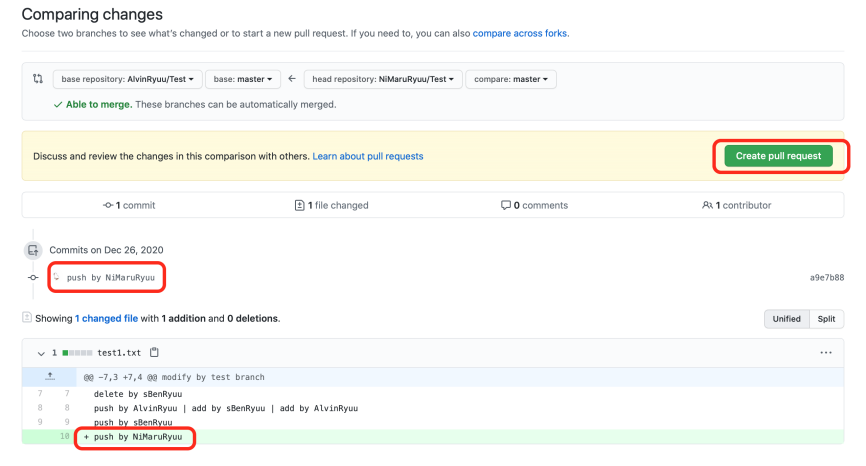 Comparing changes
Choose two branches to see what's changed or to start a new pull request. If you need to, you can also compare across forks.
base repository: AlvinRyuu/Test base: master ← head repository: NiMaruRyuu/Test compare: master
✓ Able to merge. These branches can be automatically merged.
Discuss and review the changes in this comparison with others. Learn about pull requests Create pull request
1 commit 1 file changed 0 comments 1 contributor
Commits on Dec 26, 2020
push by NiMaruRyuu a9e7b88
Showing 1 changed file with 1 addition and 0 deletions. Unified Split
1 test1.txt ...
@@ -7,3 +7,4 @@ modify by test branch
7 7 delete by sBenRyuu
8 8 push by AlvinRyuu | add by sBenRyuu | add by AlvinRyuu
9 9 push by sBenRyuu
10 + push by NiMaruRyuu